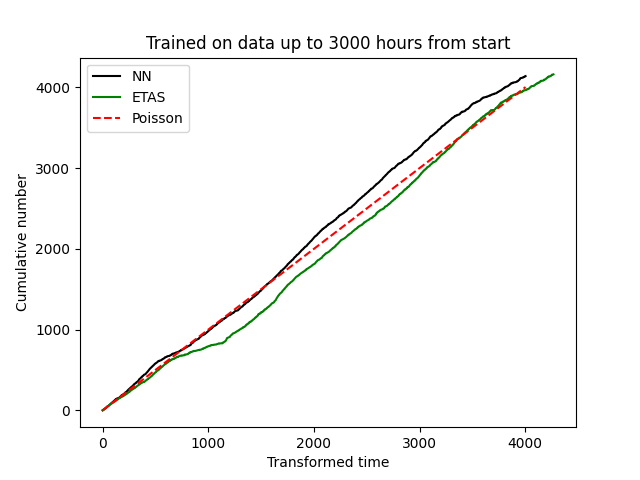 Trained on data up to 3000 hours from start
NN
ETAS
Poisson
4000
3000
2000
1000
0
Cumulative number
0 1000 2000 3000 4000
Transformed time